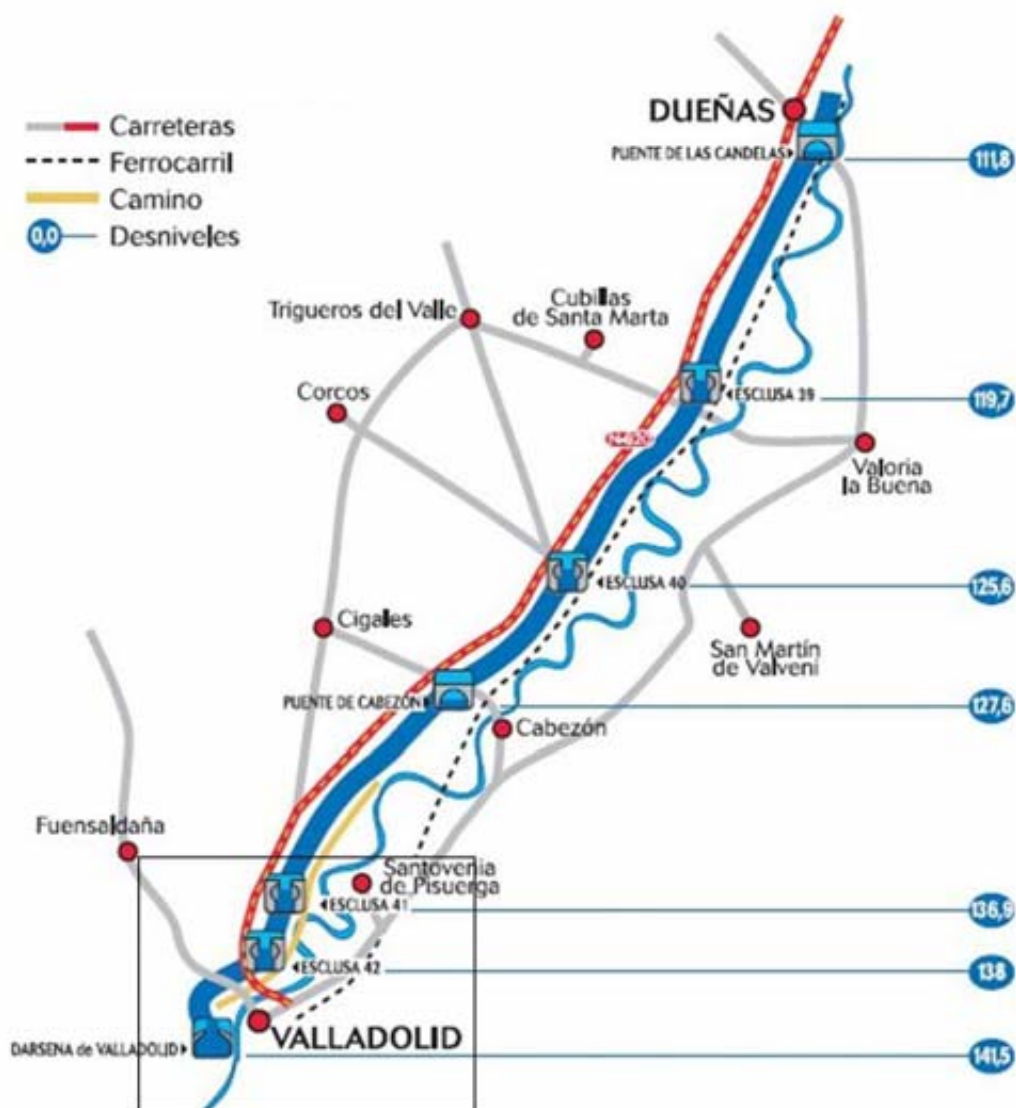 DUEÑAS
Carreteras
PUENTE DE LAS CANDELAS
111,8
Ferrocarril
Camino
0,0
Desniveles
Trigueros del Valle
Cubillas
de Santa Marta
Corcos
ESCLUSA 39
119,7
Valoria
la Buena
ESCLUSA 40
125,6
Cigales
San Martín
de Valvení
PUENTE DE CABEZÓN
127,6
Cabezón
Fuensaldaña
Santovenia
de Pisuerga
ESCLUSA 41
136,9
ESCLUSA 42
138
VALLADOLID
DARSENA de VALLADOLID
141,5